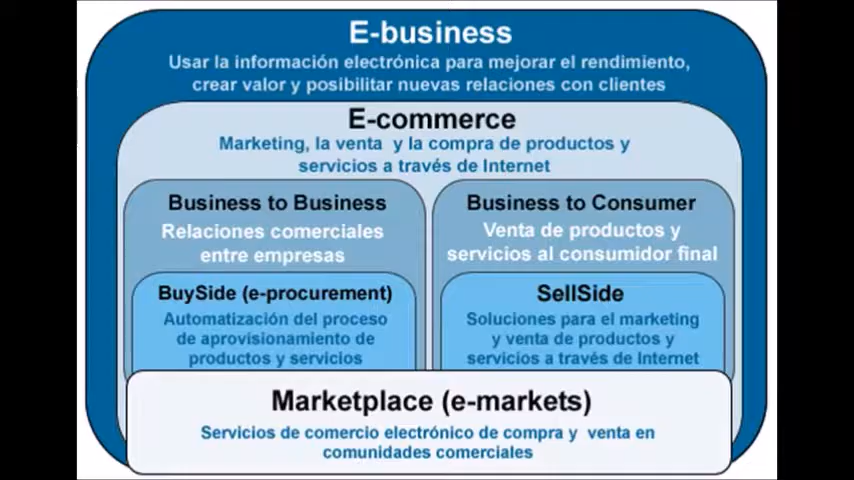 E-business
Usar la información electrónica para mejorar el rendimiento,
crear valor y posibilitar nuevas relaciones con clientes
E-commerce
Marketing, la venta y la compra de productos y
servicios a través de Internet
Business to Business
Relaciones comerciales
entre empresas
Business to Consumer
Venta de productos y
servicios al consumidor final
BuySide (e-procurement)
Automatización del proceso
de aprovisionamiento de
productos y servicios
SellSide
Soluciones para el marketing
y venta de productos y
servicios a través de Internet
Marketplace (e-markets)
Servicios de comercio electrónico de compra y venta en
comunidades comerciales